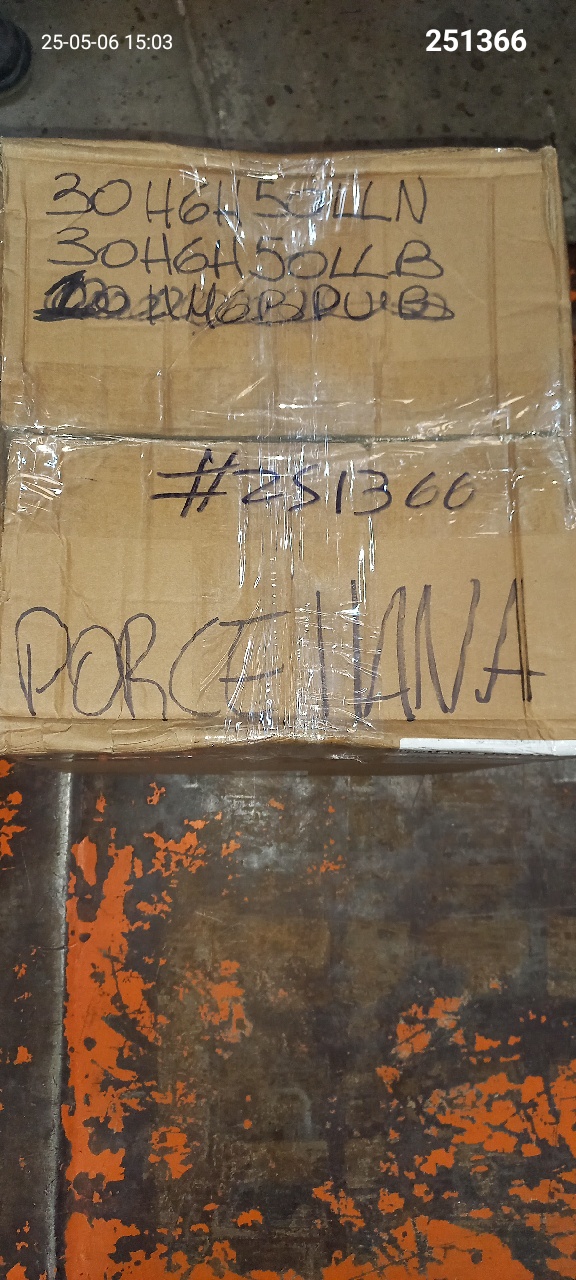 25-05-06 15:03
251366
30H6H50LLN
30H6H50LLB
#251366
PORCELANA